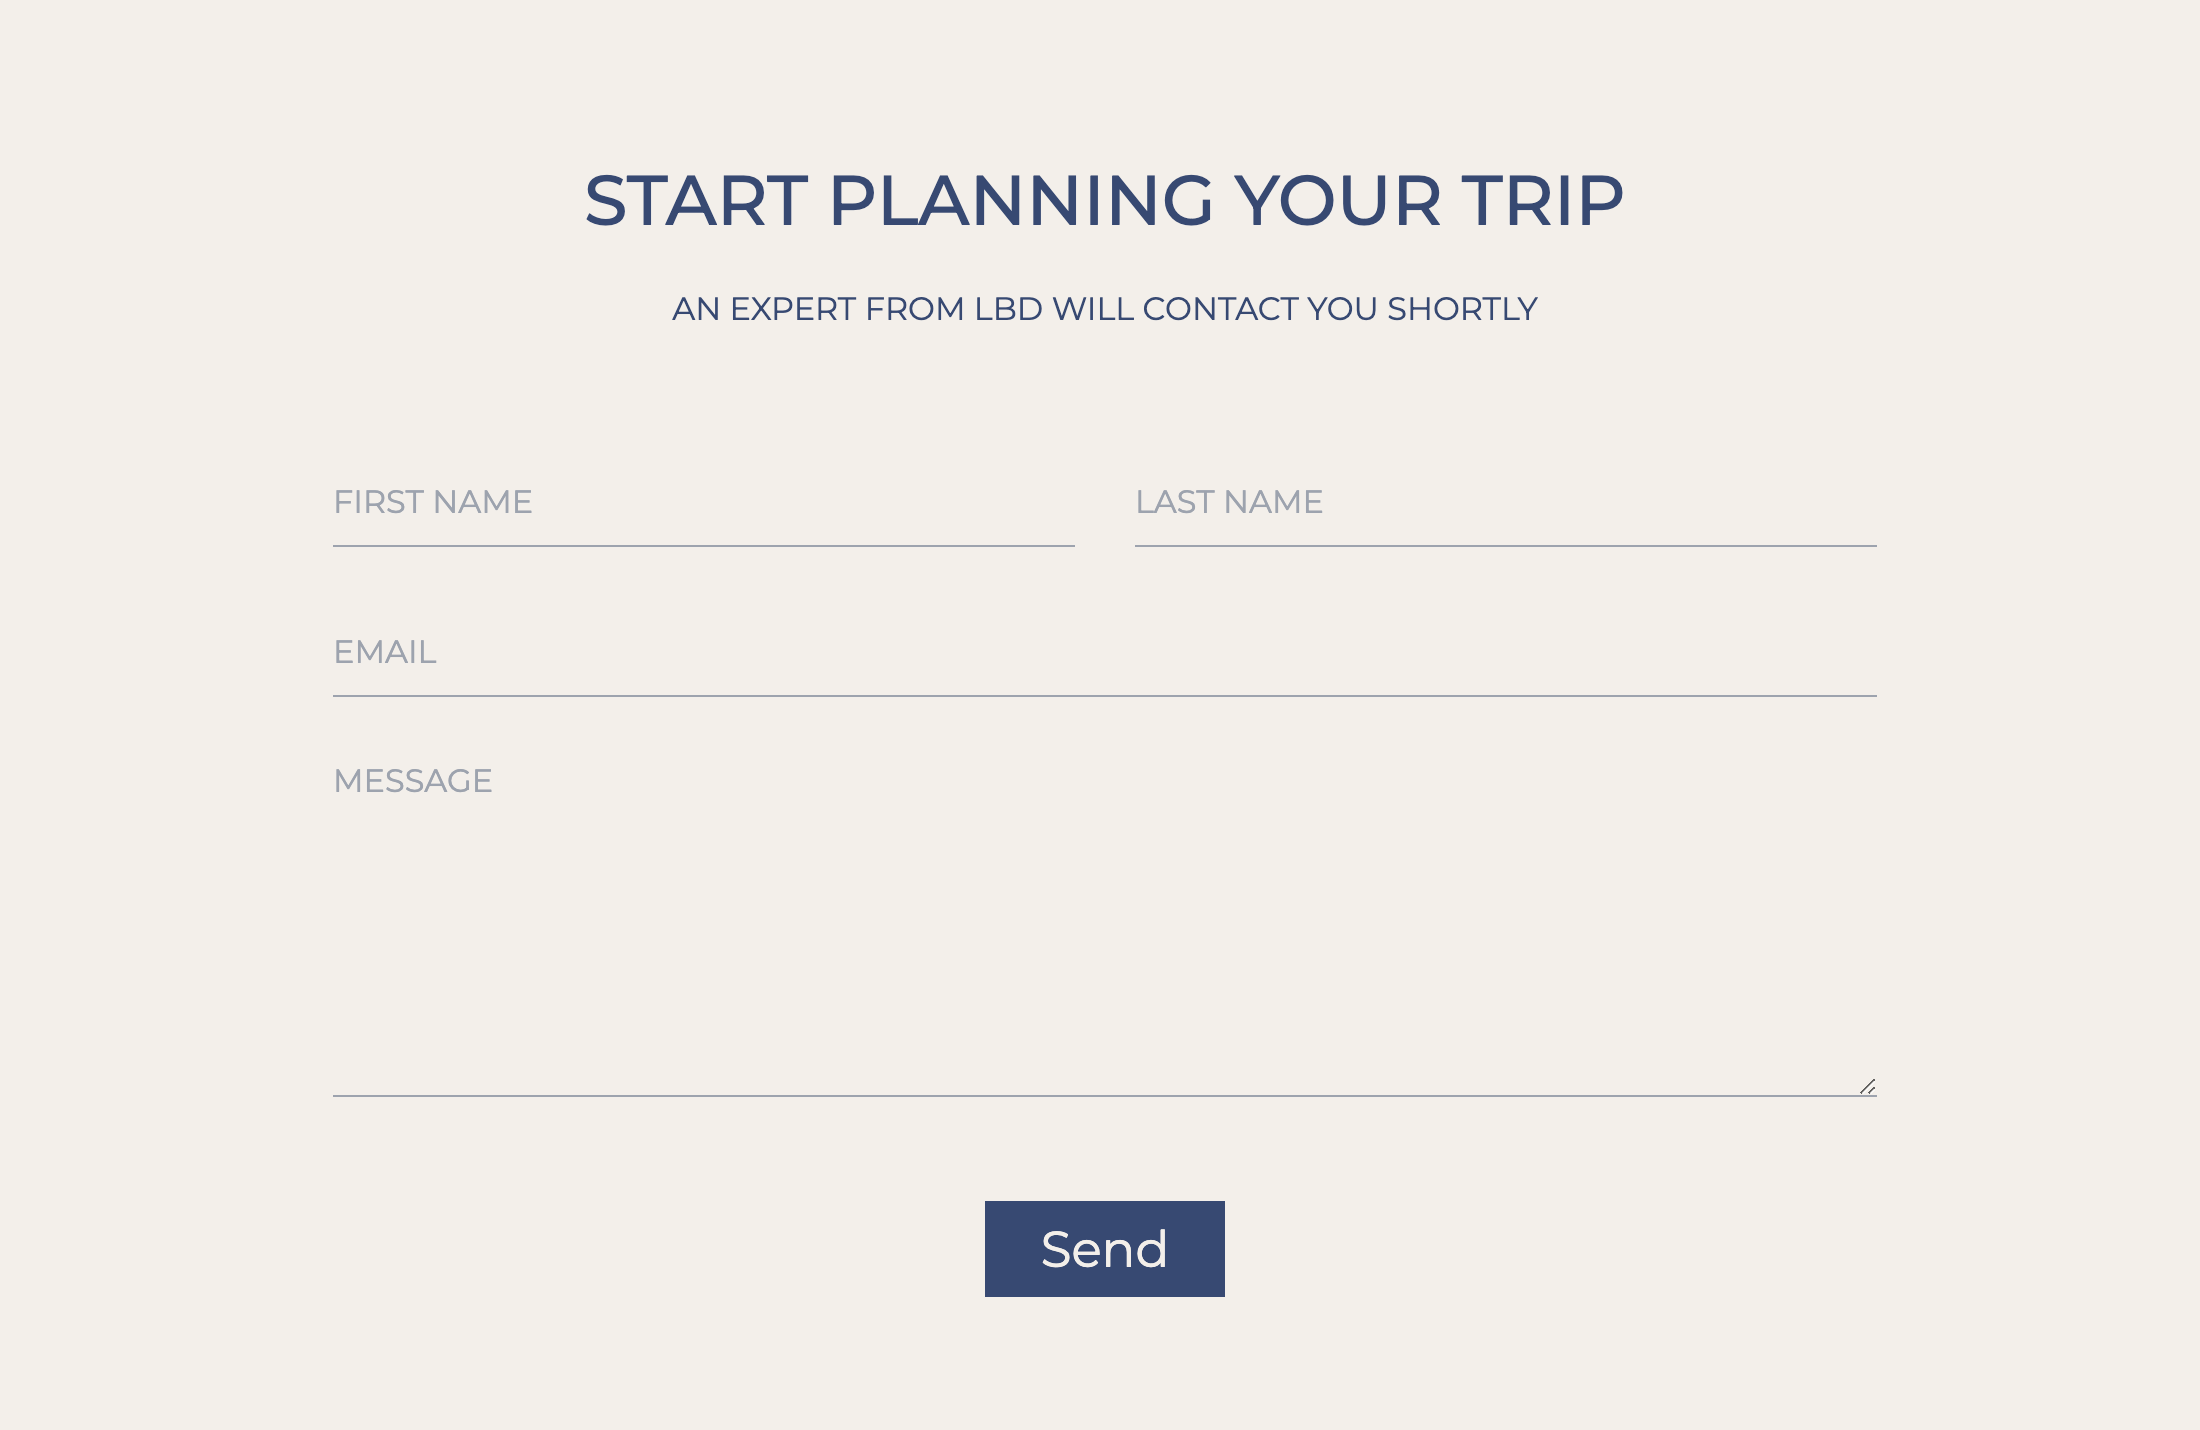 START PLANNING YOUR TRIP
AN EXPERT FROM LBD WILL CONTACT YOU SHORTLY
FIRST NAME
LAST NAME
EMAIL
MESSAGE
Send